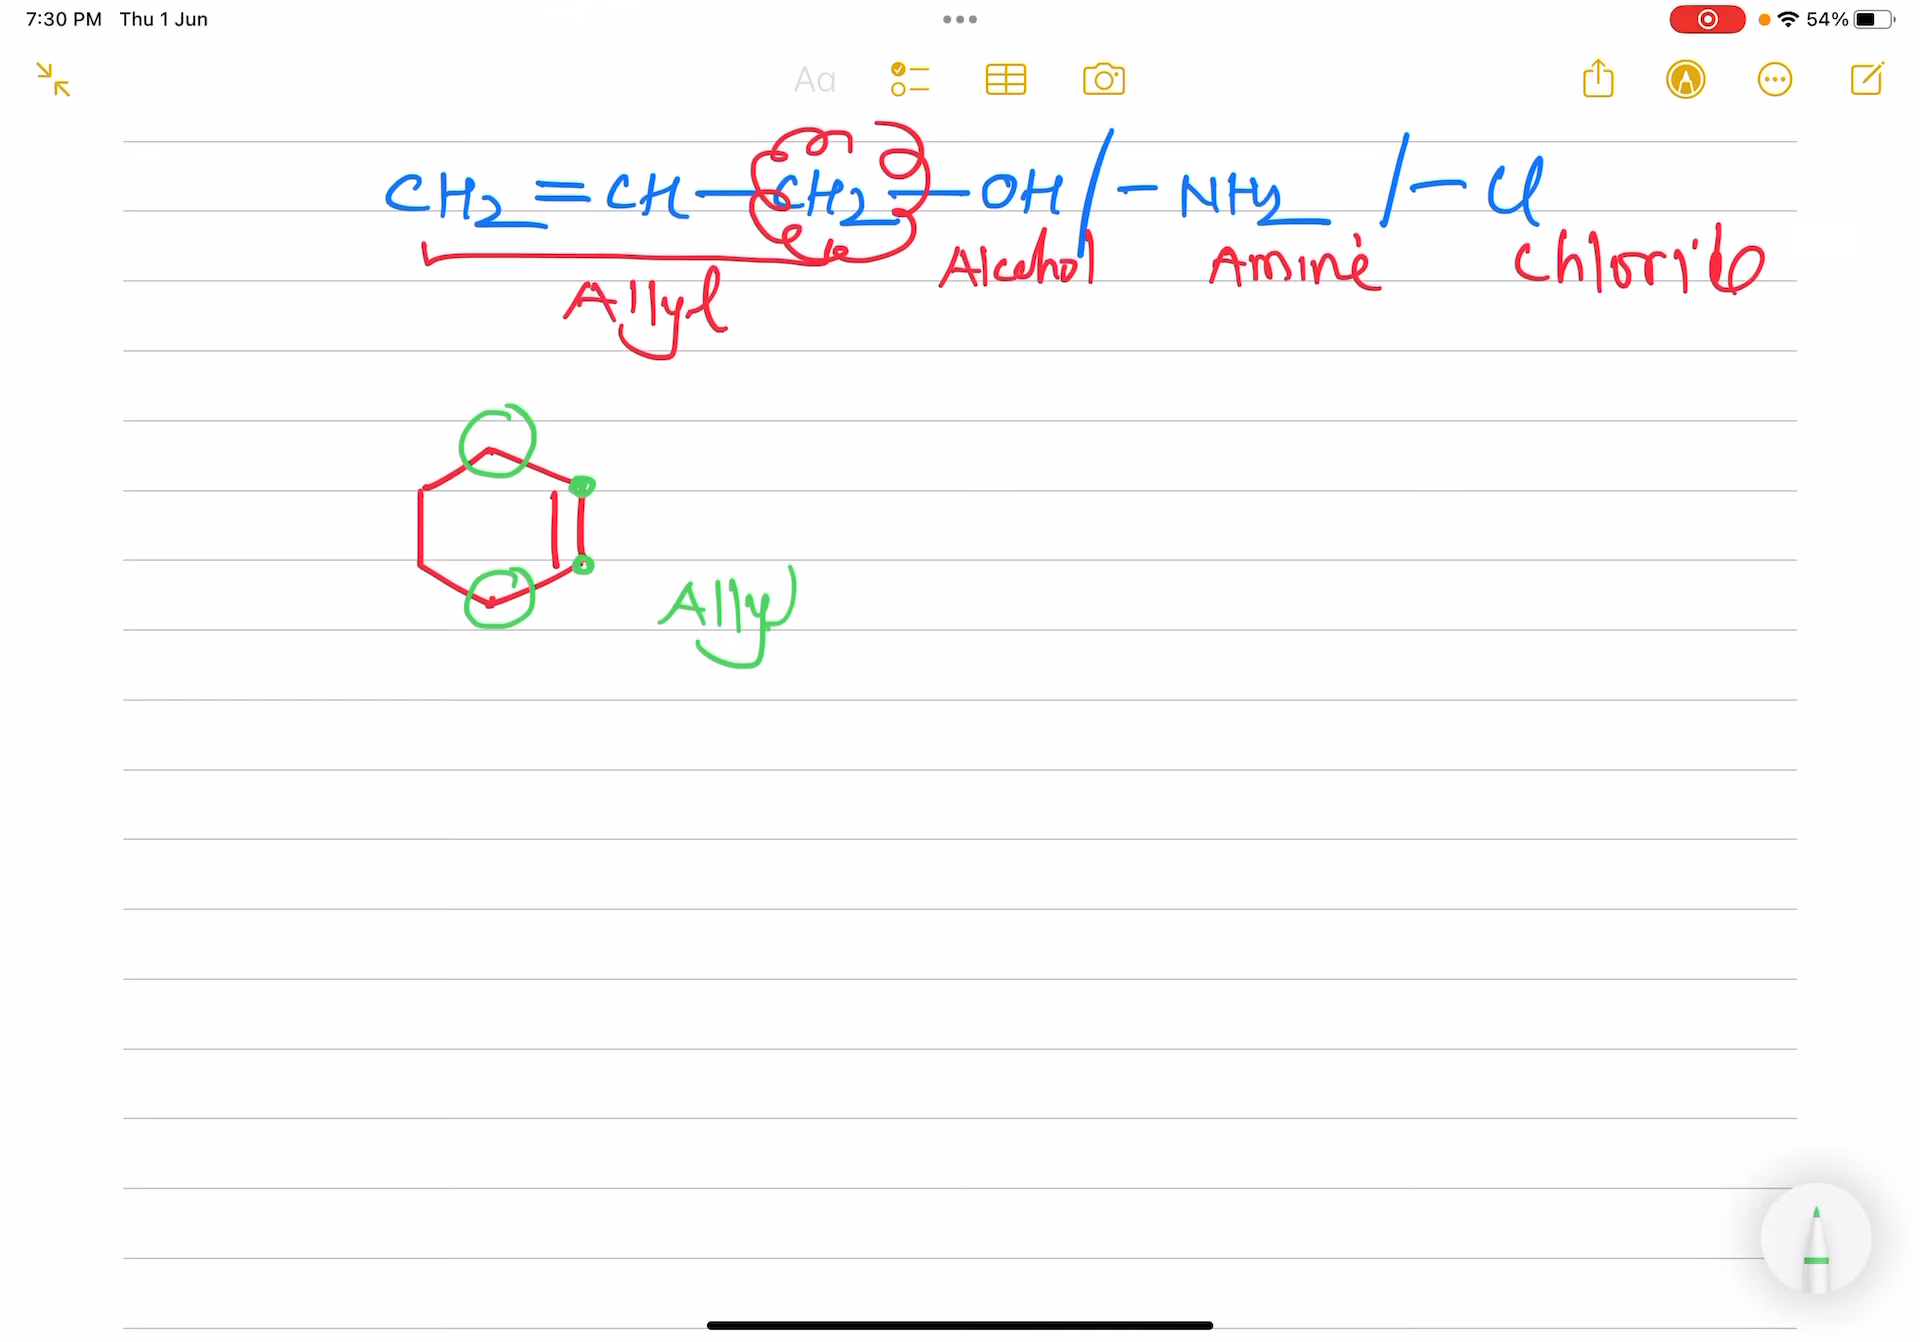 7:30 PM Thu 1 Jun 54%
Aa
CH2 = CH - CH2 - OH / - NH2 / - Cl
Allyl Alcohol Amine Chloride
Allyl